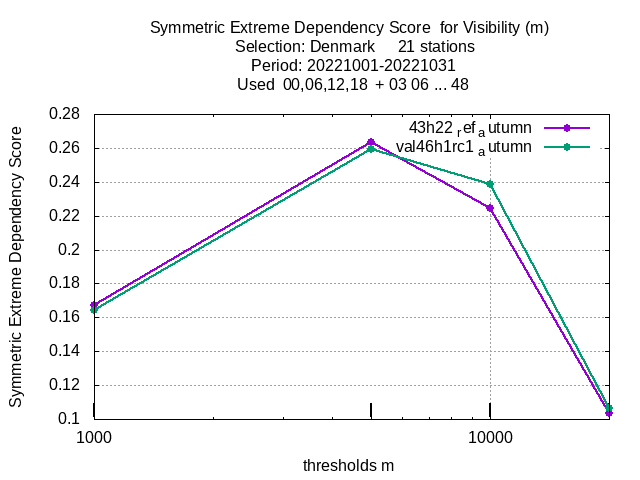 Symmetric Extreme Dependency Score  for Visibility (m)
Selection: Denmark     21 stations
Period: 20221001-20221031
Used  00,06,12,18  + 03 06 ... 48
43h22 ref autumn
val46h1rc1 autumn
Symmetric Extreme Dependency Score
0.28
0.26
0.24
0.22
0.2
0.18
0.16
0.14
0.12
0.1
1000
10000
thresholds m